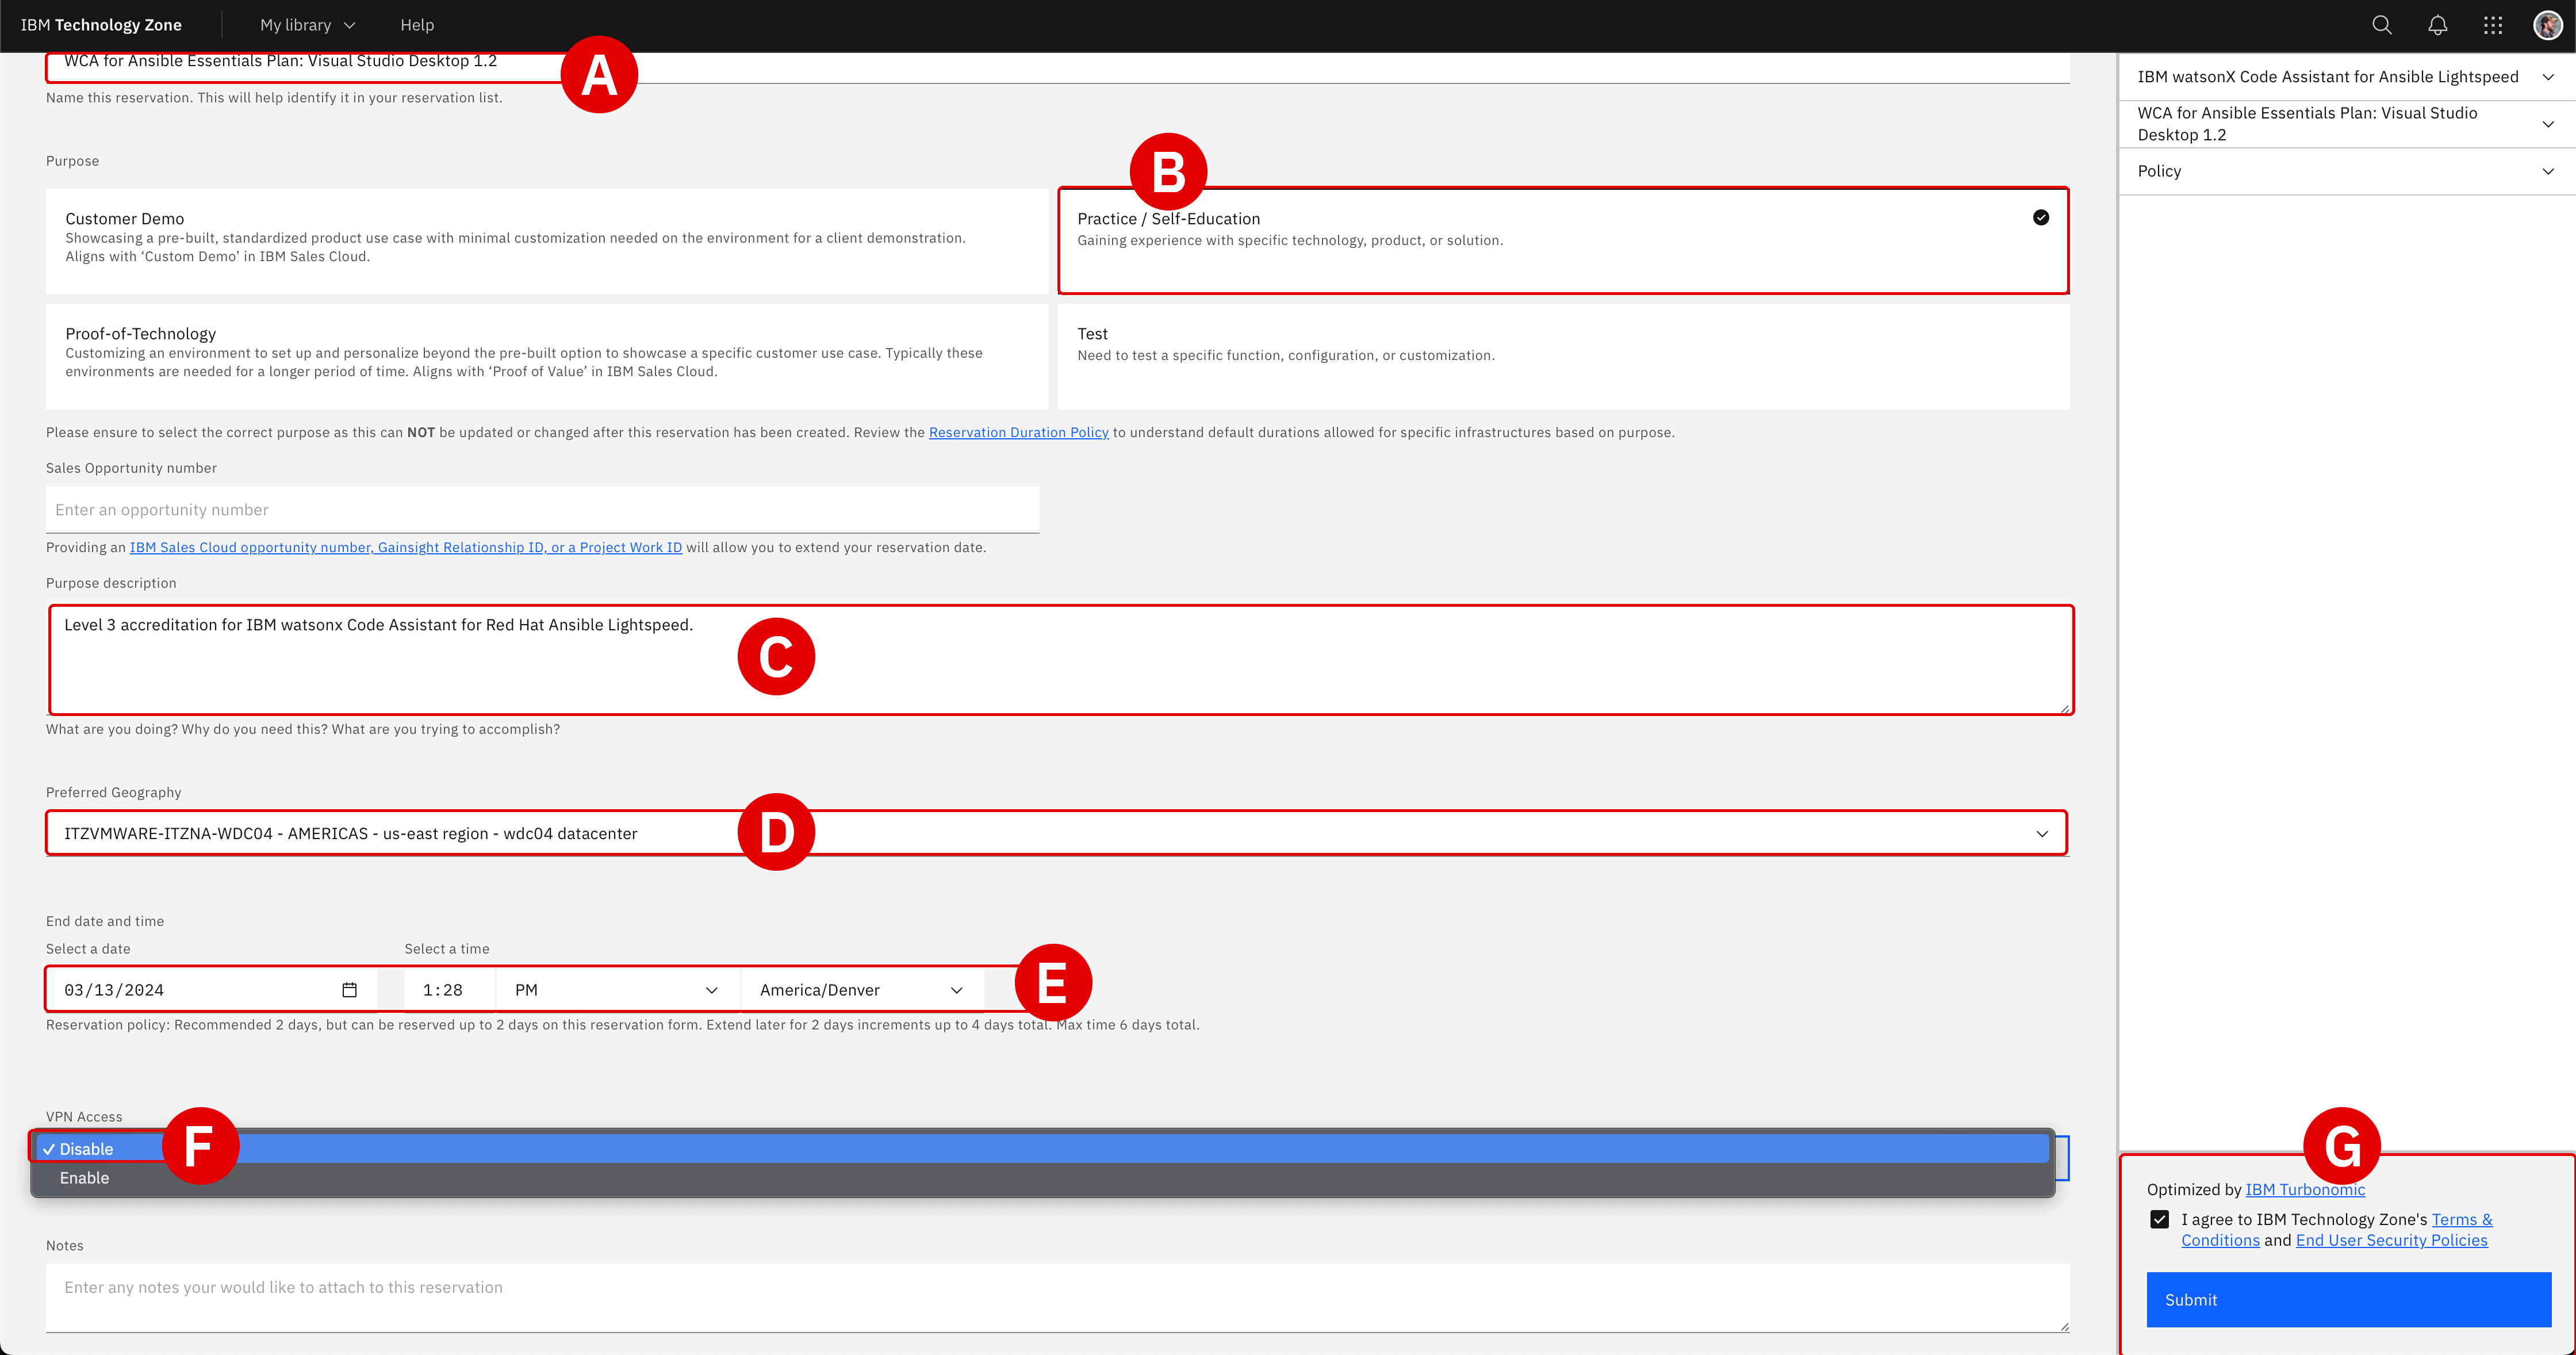 IBM Technology Zone
My library
Help
WCA for Ansible Essentials Plan: Visual Studio Desktop 1.2
A
Name this reservation. This will help identify it in your reservation list.
Purpose
B
Customer Demo
Showcasing a pre-built, standardized product use case with minimal customization needed on the environment for a client demonstration.
Aligns with ‘Custom Demo’ in IBM Sales Cloud.
Practice / Self-Education
Gaining experience with specific technology, product, or solution.
Proof-of-Technology
Customizing an environment to set up and personalize beyond the pre-built option to showcase a specific customer use case. Typically these
environments are needed for a longer period of time. Aligns with ‘Proof of Value’ in IBM Sales Cloud.
Test
Need to test a specific function, configuration, or customization.
Please ensure to select the correct purpose as this can NOT be updated or changed after this reservation has been created. Review the Reservation Duration Policy to understand default durations allowed for specific infrastructures based on purpose.
Sales Opportunity number
Enter an opportunity number
Providing an IBM Sales Cloud opportunity number, Gainsight Relationship ID, or a Project Work ID will allow you to extend your reservation date.
Purpose description
Level 3 accreditation for IBM watsonx Code Assistant for Red Hat Ansible Lightspeed.
C
What are you doing? Why do you need this? What are you trying to accomplish?
Preferred Geography
ITZVMWARE-ITZNA-WDC04 - AMERICAS - us-east region - wdc04 datacenter
D
End date and time
Select a date
Select a time
03/13/2024
1:28
PM
America/Denver
E
Reservation policy: Recommended 2 days, but can be reserved up to 2 days on this reservation form. Extend later for 2 days increments up to 4 days total. Max time 6 days total.
VPN Access
Disable
F
Enable
Notes
Enter any notes your would like to attach to this reservation
IBM watsonX Code Assistant for Ansible Lightspeed
WCA for Ansible Essentials Plan: Visual Studio
Desktop 1.2
Policy
G
Optimized by IBM Turbonomic
I agree to IBM Technology Zone's Terms &
Conditions and End User Security Policies
Submit